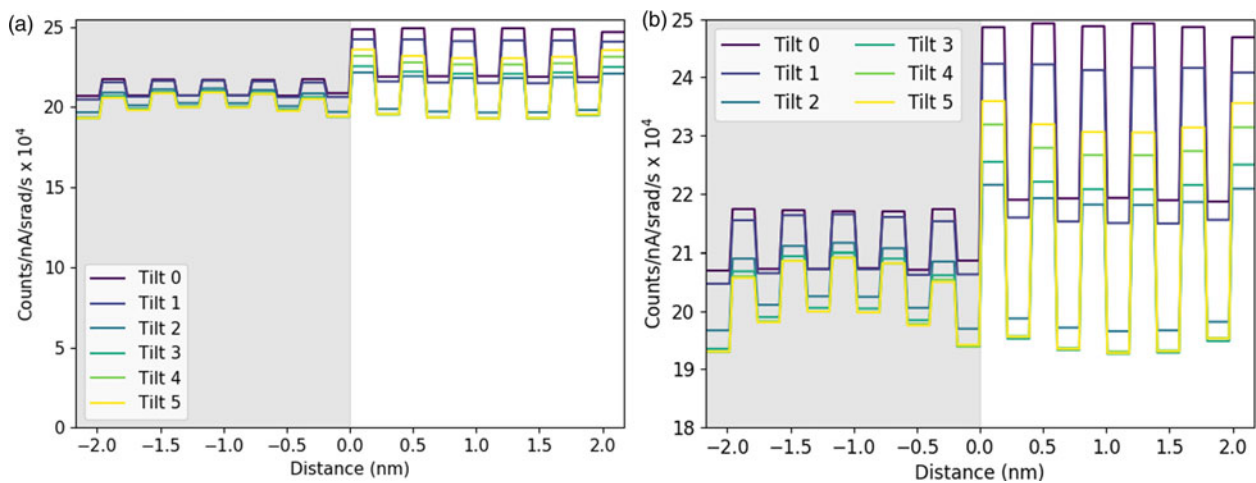 (a)
25
20
15
10
5
0
Counts/nA/srad/s x 10⁴
Tilt 0
Tilt 1
Tilt 2
Tilt 3
Tilt 4
Tilt 5
−2.0 −1.5 −1.0 −0.5 0.0 0.5 1.0 1.5 2.0
Distance (nm)
(b)
25
24
23
22
21
20
19
18
Counts/nA/srad/s x 10⁴
Tilt 0 Tilt 3
Tilt 1 Tilt 4
Tilt 2 Tilt 5
−2.0 −1.5 −1.0 −0.5 0.0 0.5 1.0 1.5 2.0
Distance (nm)